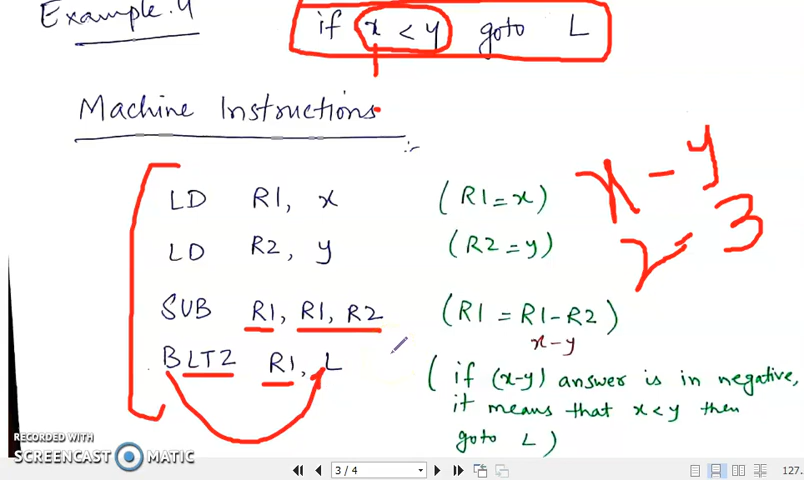 Example.4
if x < y goto L
Machine Instructions
LD R1, x (R1=x)
LD R2, y (R2=y)
SUB R1, R1, R2 (R1 = R1-R2)
x-y
BLTZ R1, L (if (x-y) answer is in negative,
it means that x<y then
goto L)
x-y
2-3
RECORDED WITH
SCREENCAST MATIC
3 / 4
127.